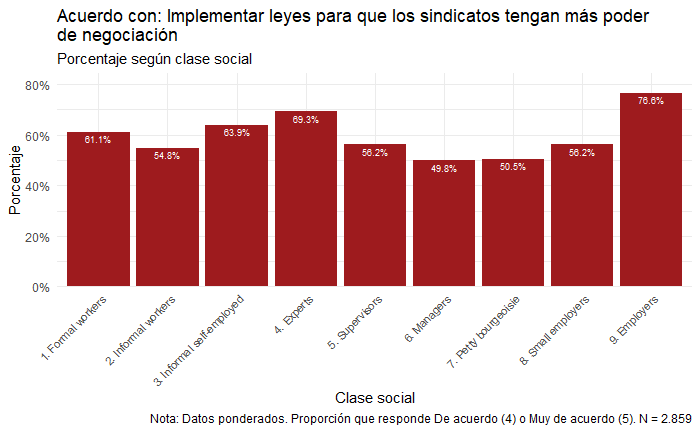 Acuerdo con: Implementar leyes para que los sindicatos tengan más poder
de negociación
Porcentaje según clase social
Porcentaje
80%
60%
40%
20%
0%
61.1%
54.8%
63.9%
69.3%
56.2%
49.8%
50.5%
56.2%
76.6%
1. Formal workers
2. Informal workers
3. Informal self-employed
4. Experts
5. Supervisors
6. Managers
7. Petty bourgeoisie
8. Small employers
9. Employers
Clase social
Nota: Datos ponderados. Proporción que responde De acuerdo (4) o Muy de acuerdo (5). N = 2.859